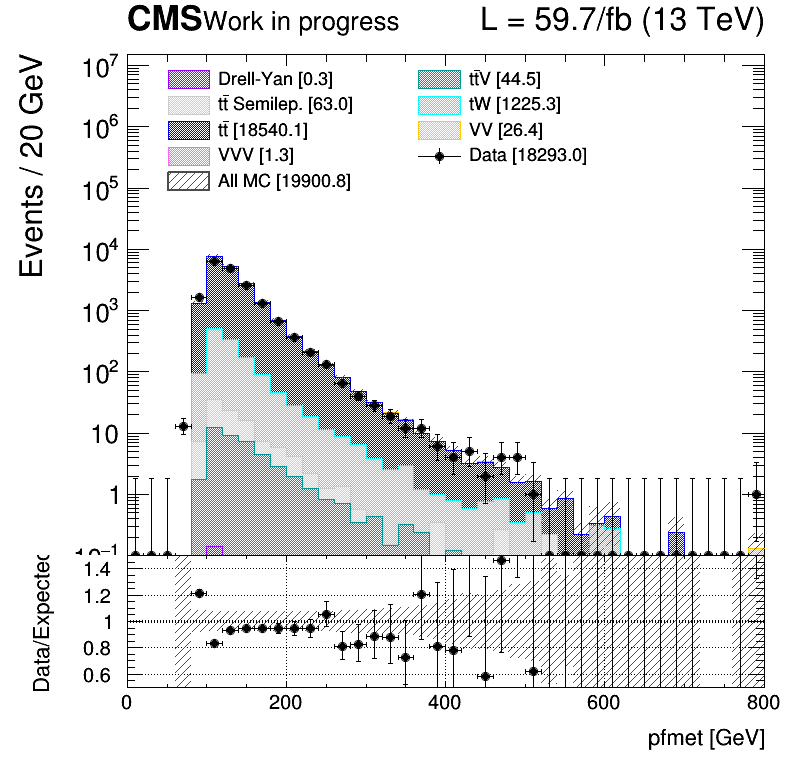 CMS Work in progress L = 59.7/fb (13 TeV)
Events / 20 GeV
10⁷
10⁶
10⁵
10⁴
10³
10²
10
1
10⁻¹
Drell-Yan [0.3]
tt̄ Semilep. [63.0]
tt̄ [18540.1]
VVV [1.3]
All MC [19900.8]
tt̄V [44.5]
tW [1225.3]
VV [26.4]
Data [18293.0]
Data/Expected
1.4
1.2
1
0.8
0.6
0 200 400 600 800
pfmet [GeV]